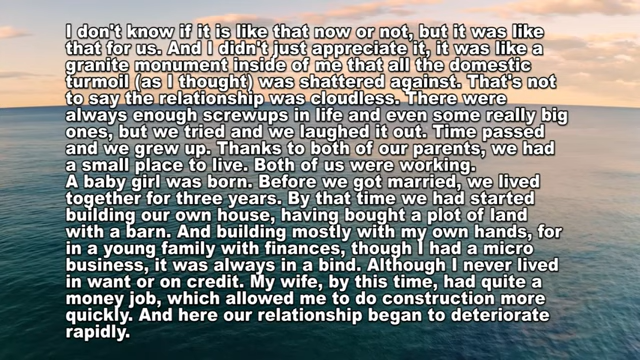 I don't know if it is like that now or not, but it was like
that for us. And I didn't just appreciate it, it was like a
granite monument inside of me that all the domestic
turmoil (as I thought) was shattered against. That's not
to say the relationship was cloudless. There were
always enough screwups in life and even some really big
ones, but we tried and we laughed it out. Time passed
and we grew up. Thanks to both of our parents, we had
a small place to live. Both of us were working.
A baby girl was born. Before we got married, we lived
together for three years. By that time we had started
building our own house, having bought a plot of land
with a barn. And building mostly with my own hands, for
in a young family with finances, though I had a micro
business, it was always in a bind. Although I never lived
in want or on credit. My wife, by this time, had quite a
money job, which allowed me to do construction more
quickly. And here our relationship began to deteriorate
rapidly.